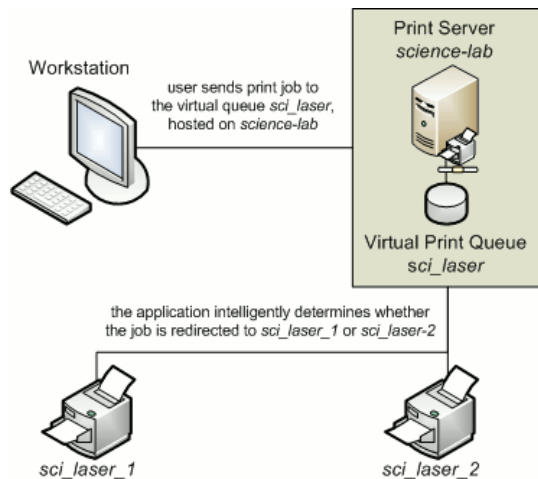 Print Server
science-lab
Workstation
user sends print job to
the virtual queue sci_laser,
hosted on science-lab
Virtual Print Queue
sci_laser
the application intelligently determines whether
the job is redirected to sci_laser_1 or sci_laser-2
sci_laser_1
sci_laser_2